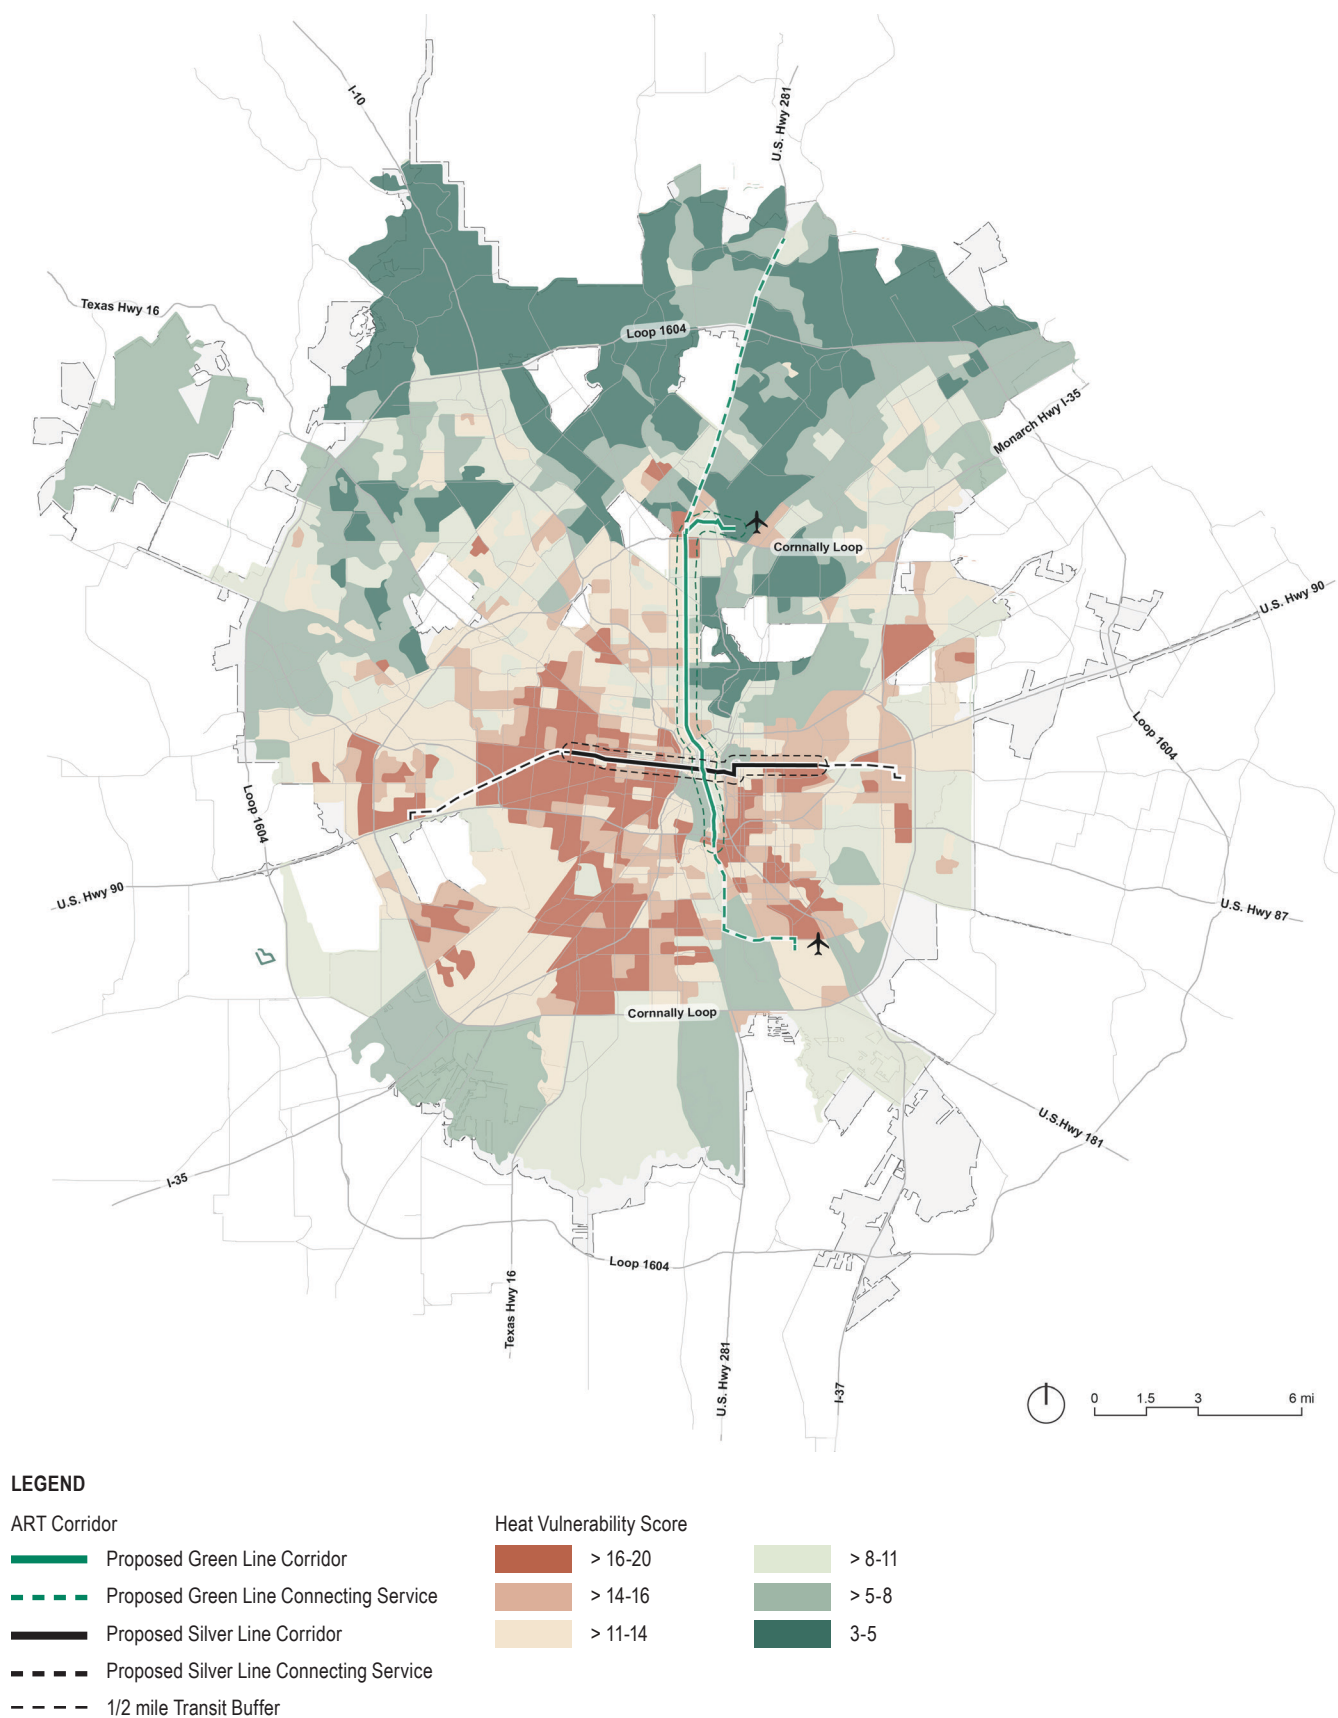 I-10
U.S. Hwy 281
Texas Hwy 16
Loop 1604
Monarch Hwy I-35
Cornnally Loop
U.S. Hwy 90
Loop 1604
Loop 1604
U.S. Hwy 90
U.S. Hwy 87
Cornnally Loop
U.S.Hwy 181
I-35
Loop 1604
Texas Hwy 16
U.S. Hwy 281
I-37
0 1.5 3 6 mi
LEGEND
ART Corridor
Proposed Green Line Corridor
Proposed Green Line Connecting Service
Proposed Silver Line Corridor
Proposed Silver Line Connecting Service
1/2 mile Transit Buffer
Heat Vulnerability Score
> 16-20
> 14-16
> 11-14
> 8-11
> 5-8
3-5